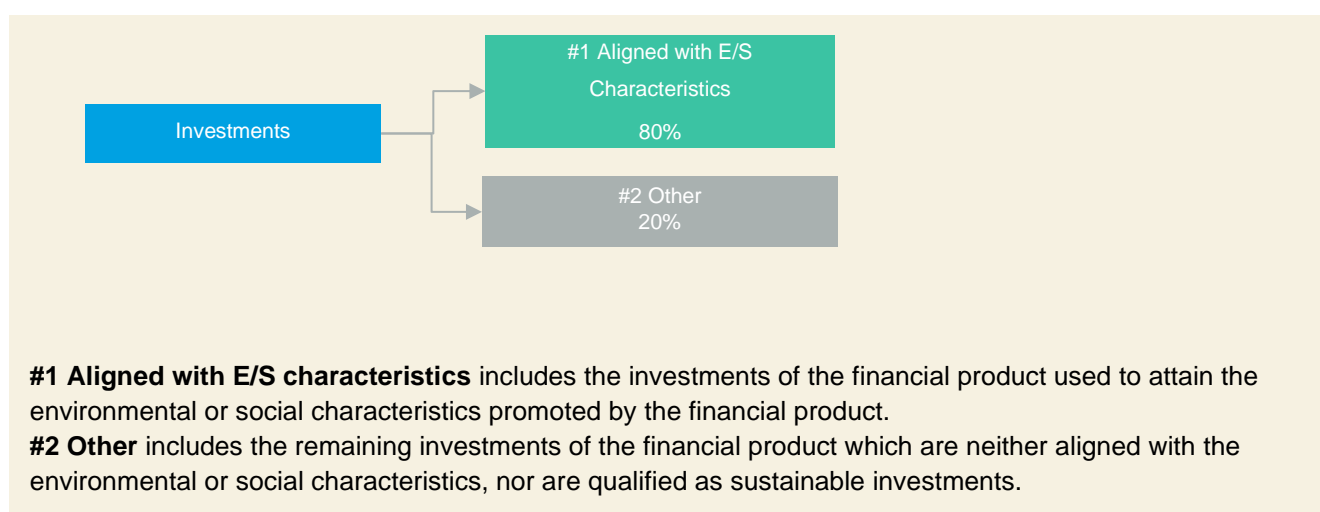 #1 Aligned with E/S
Characteristics
80%
Investments
#2 Other
20%
#1 Aligned with E/S characteristics includes the investments of the financial product used to attain the
environmental or social characteristics promoted by the financial product.
#2 Other includes the remaining investments of the financial product which are neither aligned with the
environmental or social characteristics, nor are qualified as sustainable investments.